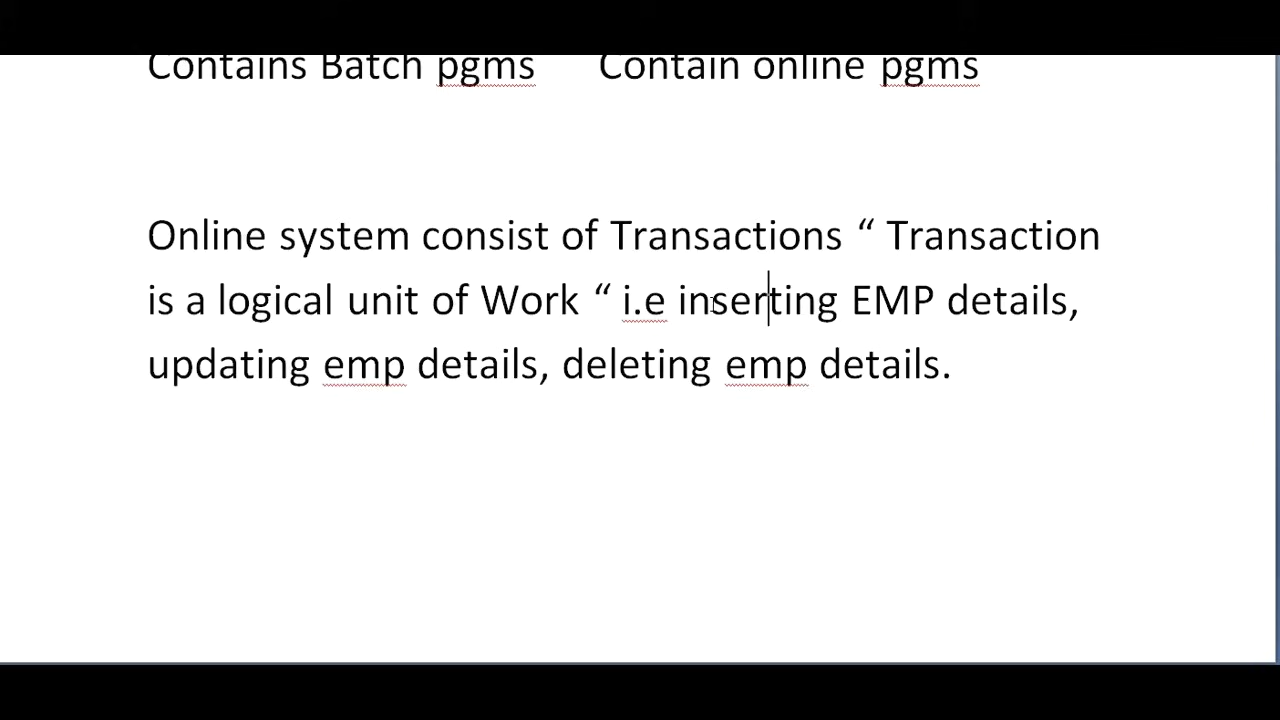 Contains Batch pgms Contain online pgms
Online system consist of Transactions “ Transaction
is a logical unit of Work “ i.e inserting EMP details,
updating emp details, deleting emp details.